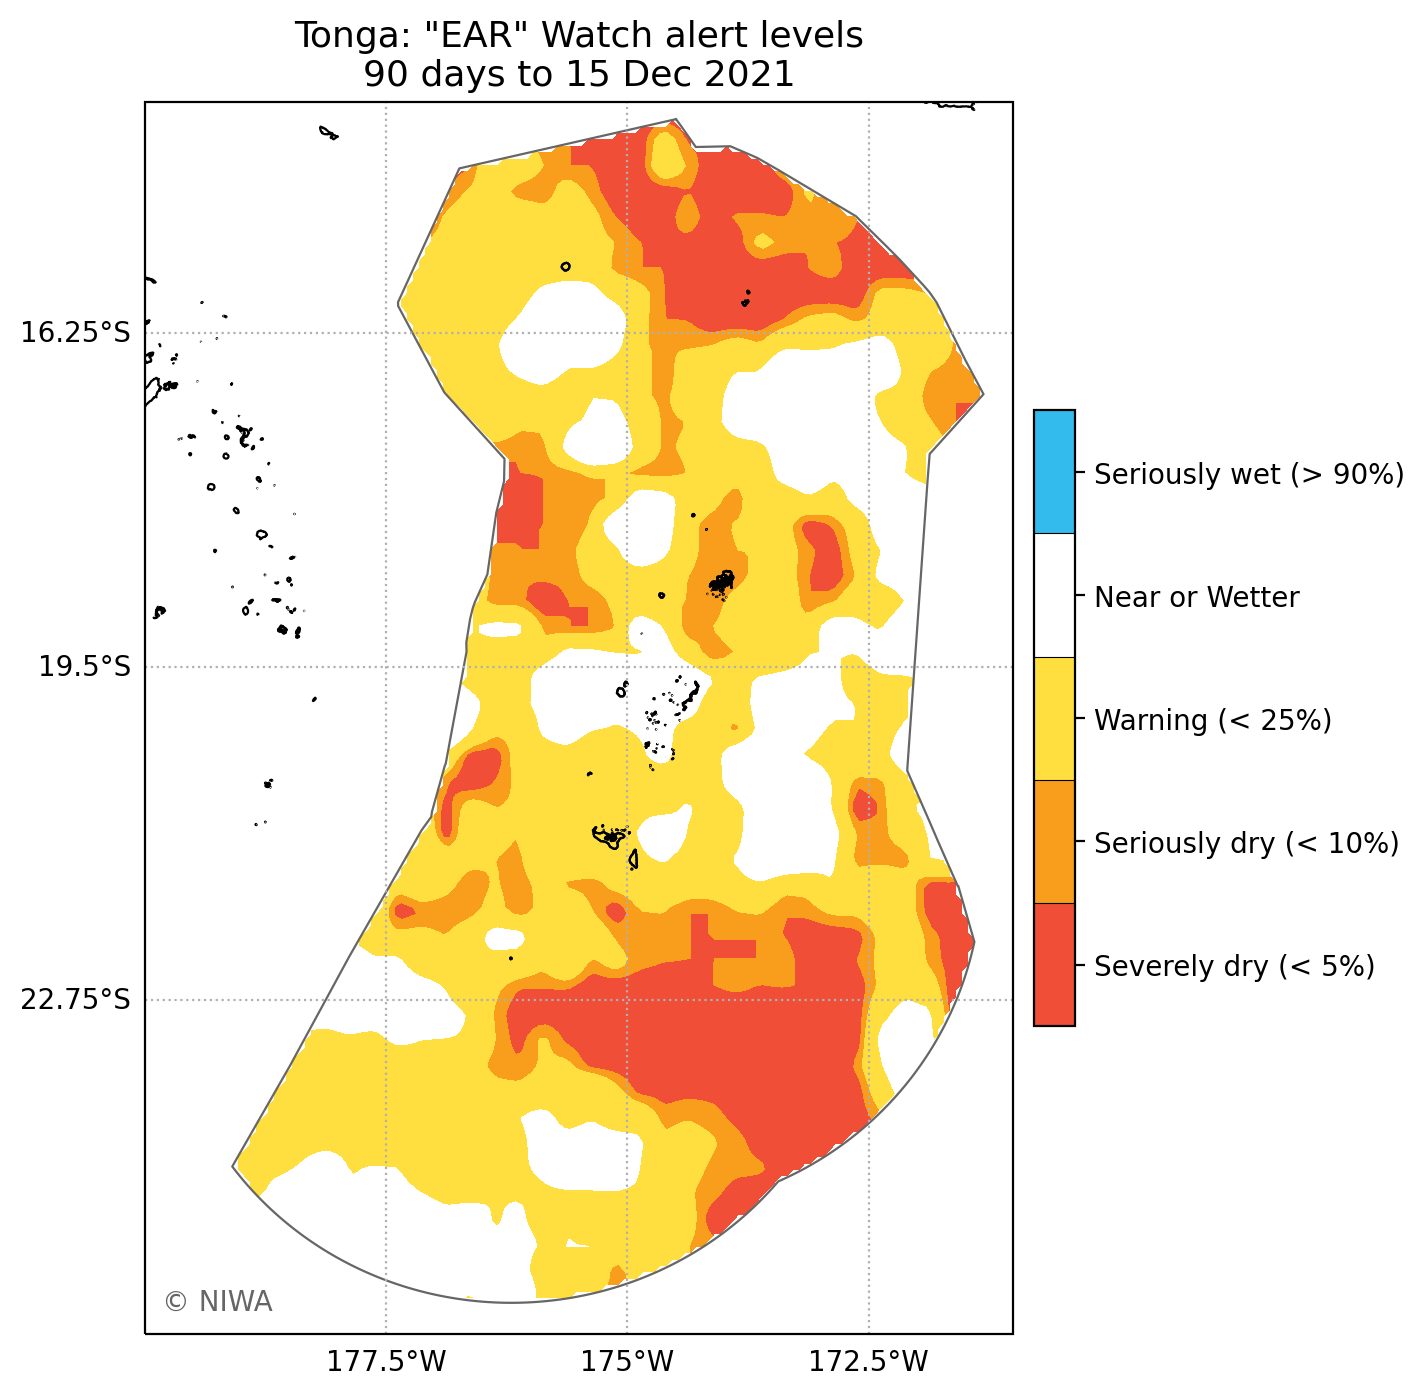 Tonga: "EAR" Watch alert levels
90 days to 15 Dec 2021
16.25°S
19.5°S
22.75°S
177.5°W
175°W
172.5°W
Seriously wet (> 90%)
Near or Wetter
Warning (< 25%)
Seriously dry (< 10%)
Severely dry (< 5%)
© NIWA